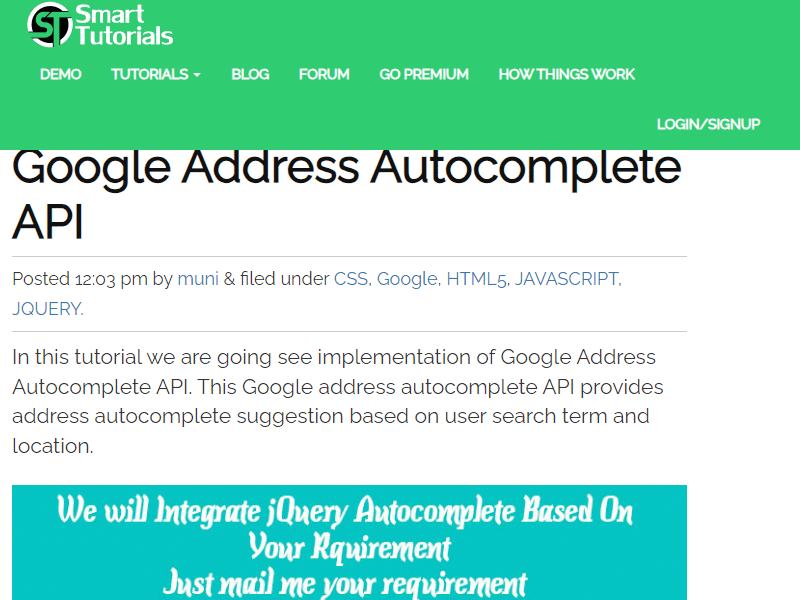 Smart
Tutorials
DEMO TUTORIALS BLOG FORUM GO PREMIUM HOW THINGS WORK
LOGIN/SIGNUP
Google Address Autocomplete
API
Posted 12:03 pm by muni & filed under CSS, Google, HTML5, JAVASCRIPT,
JQUERY.
In this tutorial we are going see implementation of Google Address
Autocomplete API. This Google address autocomplete API provides
address autocomplete suggestion based on user search term and
location.
We will Integrate jQuery Autocomplete Based On
Your Rquirement
Just mail me your requirement